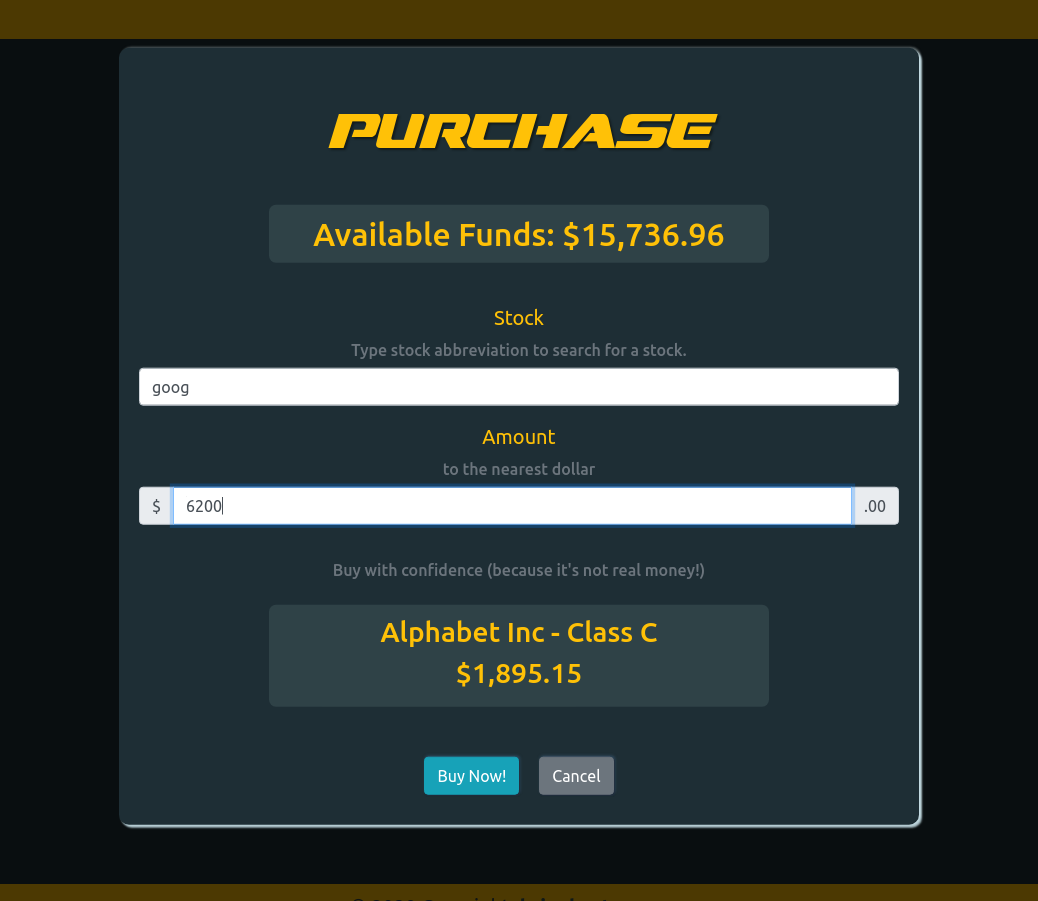 PURCHASE
Available Funds: $15,736.96
Stock
Type stock abbreviation to search for a stock.
goog
Amount
to the nearest dollar
$ 6200 .00
Buy with confidence (because it's not real money!)
Alphabet Inc - Class C
$1,895.15
Buy Now! Cancel